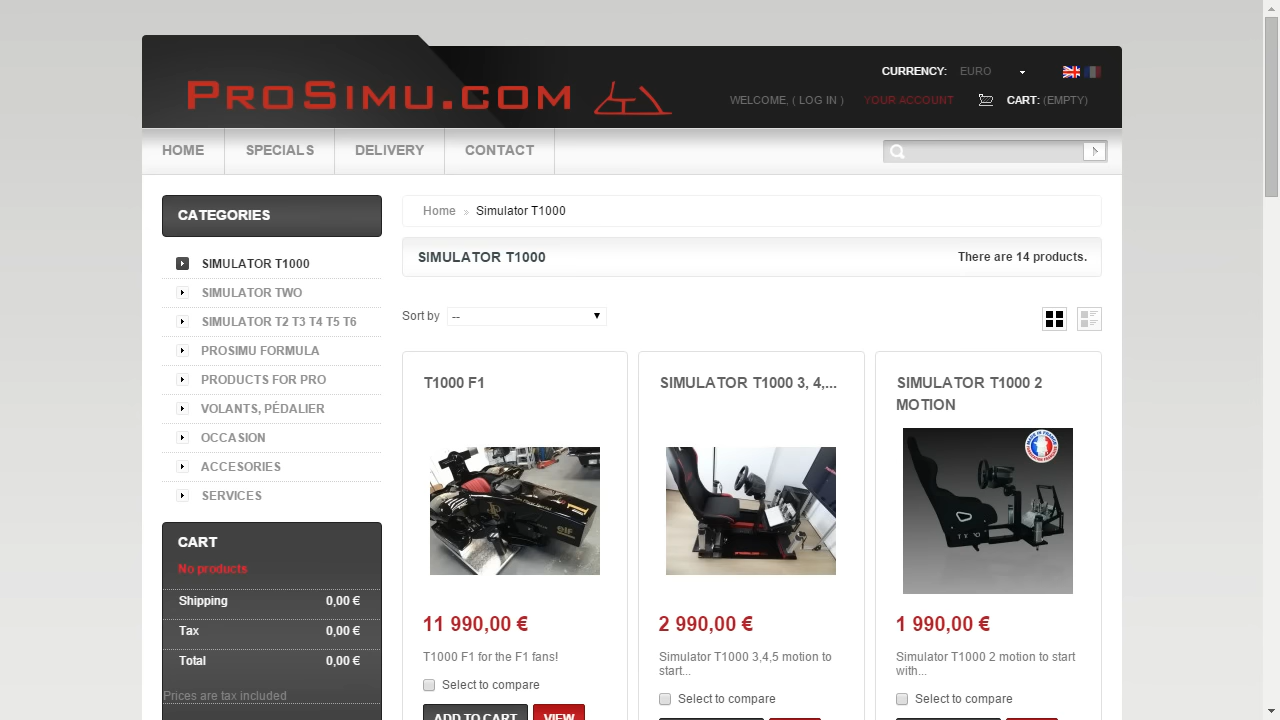 ProSimu.com
CURRENCY: EURO
WELCOME, ( LOG IN ) YOUR ACCOUNT CART: (EMPTY)
HOME SPECIALS DELIVERY CONTACT
CATEGORIES
SIMULATOR T1000
SIMULATOR TWO
SIMULATOR T2 T3 T4 T5 T6
PROSIMU FORMULA
PRODUCTS FOR PRO
VOLANTS, PÉDALIER
OCCASION
ACCESORIES
SERVICES
CART
No products
Shipping 0,00 €
Tax 0,00 €
Total 0,00 €
Prices are tax included
Home Simulator T1000
SIMULATOR T1000 There are 14 products.
Sort by --
T1000 F1
11 990,00 €
T1000 F1 for the F1 fans!
Select to compare
ADD TO CART VIEW
SIMULATOR T1000 3, 4,...
2 990,00 €
Simulator T1000 3,4,5 motion to
start...
Select to compare
SIMULATOR T1000 2
MOTION
1 990,00 €
Simulator T1000 2 motion to start
with...
Select to compare